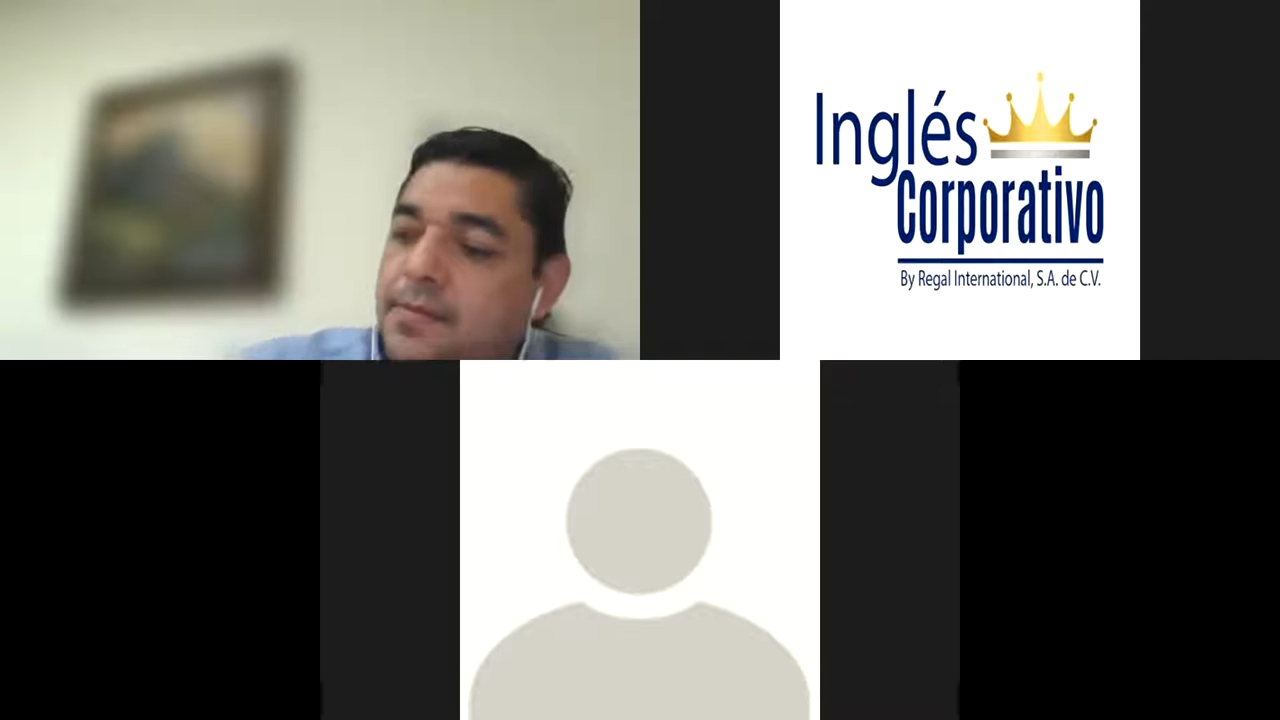 Inglés
Corporativo
By Regal International, S.A. de C.V.